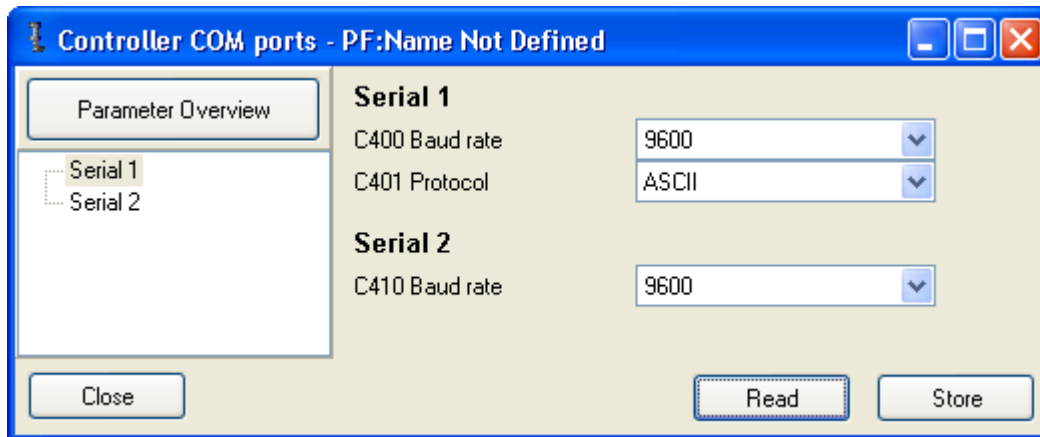 Controller COM ports - PF:Name Not Defined
Parameter Overview
Serial 1
Serial 2
Serial 1
C400 Baud rate 9600
C401 Protocol ASCII
Serial 2
C410 Baud rate 9600
Close Read Store